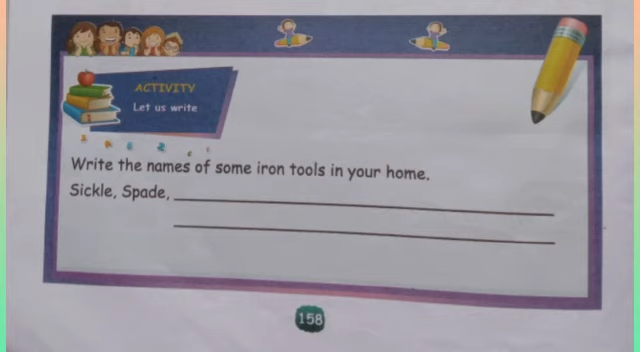 ACTIVITY
Let us write
Write the names of some iron tools in your home.
Sickle, Spade,
158